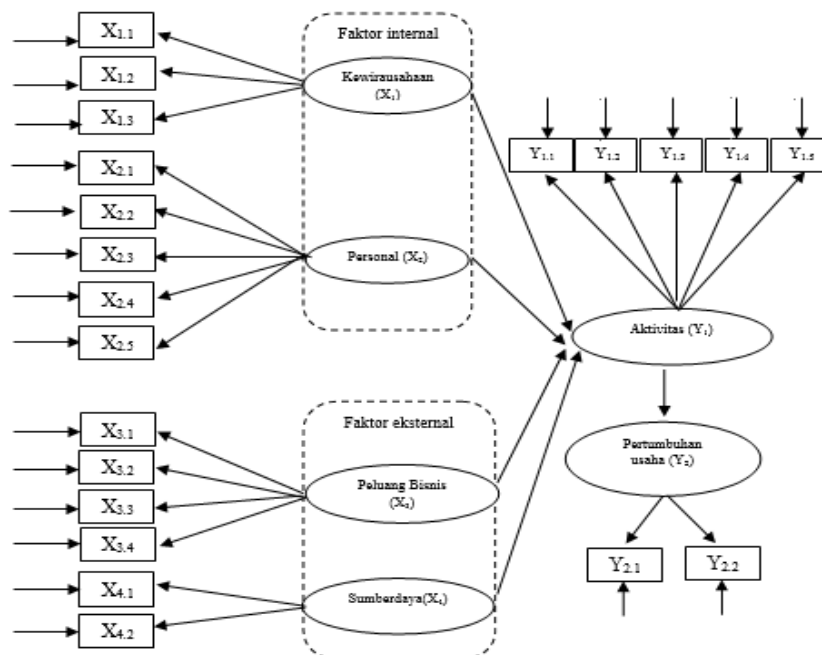 X1.1
X1.2
X1.3
X2.1
X2.2
X2.3
X2.4
X2.5
X3.1
X3.2
X3.3
X3.4
X4.1
X4.2
Faktor internal
Kewirausahaan
(X1)
Personal (X2)
Faktor eksternal
Peluang Bisnis
(X3)
Sumberdaya(X4)
Y1.1
Y1.2
Y1.3
Y1.4
Y1.5
Aktivitas (Y1)
Pertumbuhan
usaha (Y2)
Y2.1
Y2.2